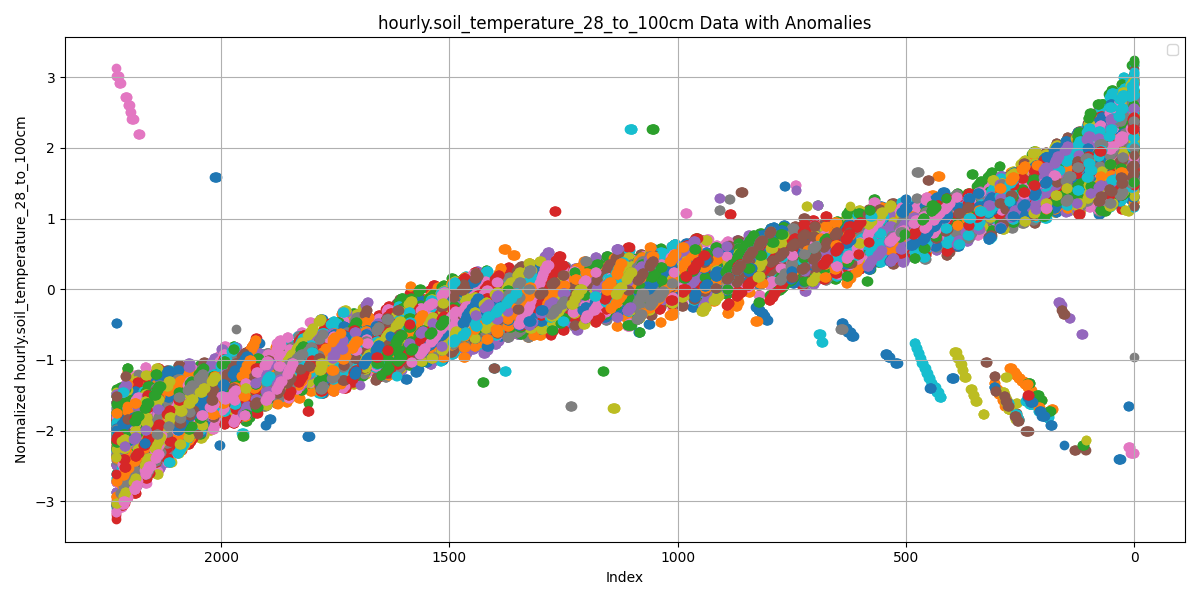 hourly.soil_temperature_28_to_100cm Data with Anomalies
Normalized hourly.soil_temperature_28_to_100cm
3
2
1
0
−1
−2
−3
2000 1500 1000 500 0
Index